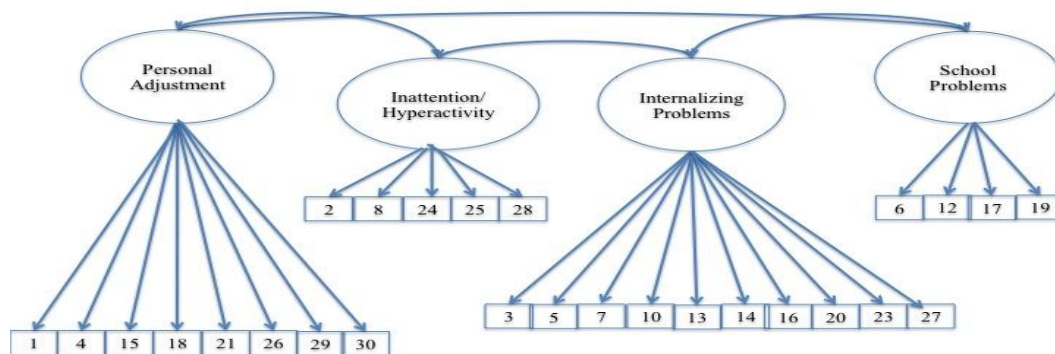 Personal
Adjustment
Inattention/
Hyperactivity
Internalizing
Problems
School
Problems
2 8 24 25 28
6 12 17 19
3 5 7 10 13 14 16 20 23 27
1 4 15 18 21 26 29 30